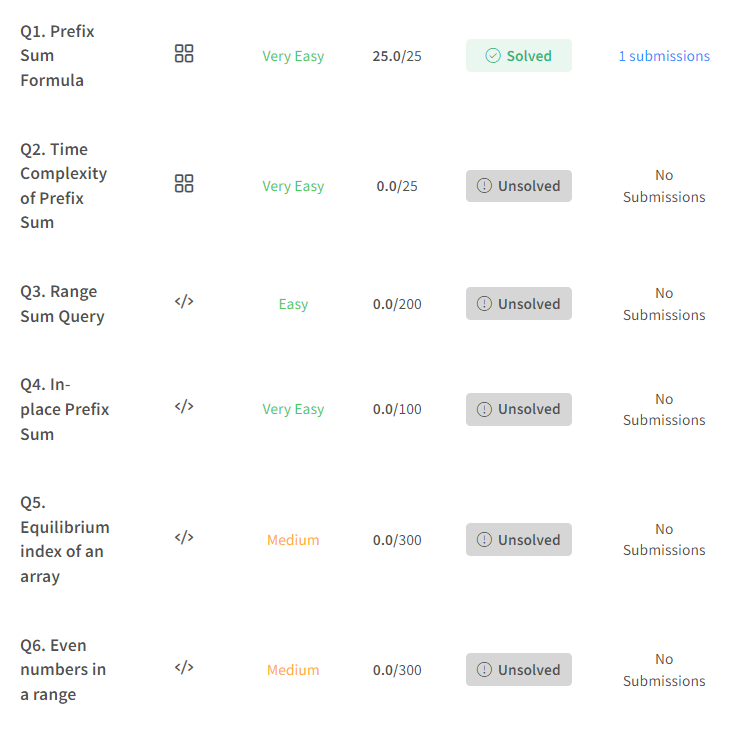 Q1. Prefix
Sum
Formula
Very Easy
25.0/25
Solved
1 submissions
Q2. Time
Complexity
of Prefix
Sum
Very Easy
0.0/25
Unsolved
No
Submissions
Q3. Range
Sum Query
</>
Easy
0.0/200
Unsolved
No
Submissions
Q4. In-
place Prefix
Sum
</>
Very Easy
0.0/100
Unsolved
No
Submissions
Q5.
Equilibrium
index of an
array
</>
Medium
0.0/300
Unsolved
No
Submissions
Q6. Even
numbers in
a range
</>
Medium
0.0/300
Unsolved
No
Submissions